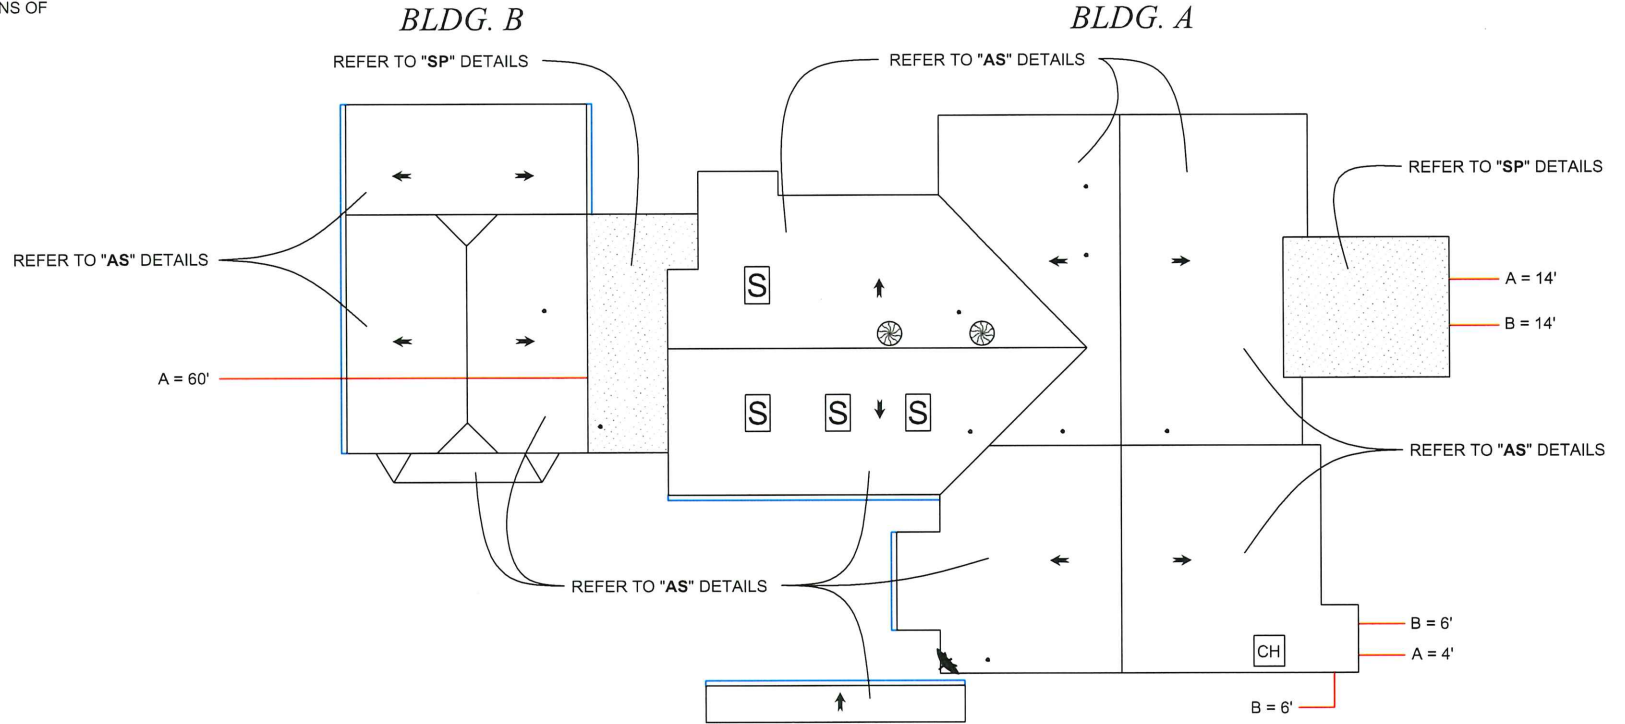 NS OF
BLDG. B
BLDG. A
REFER TO "SP" DETAILS
REFER TO "AS" DETAILS
REFER TO "SP" DETAILS
REFER TO "AS" DETAILS
A = 14'
S
B = 14'
A = 60'
S S S
REFER TO "AS" DETAILS
REFER TO "AS" DETAILS
B = 6'
CH
A = 4'
B = 6'